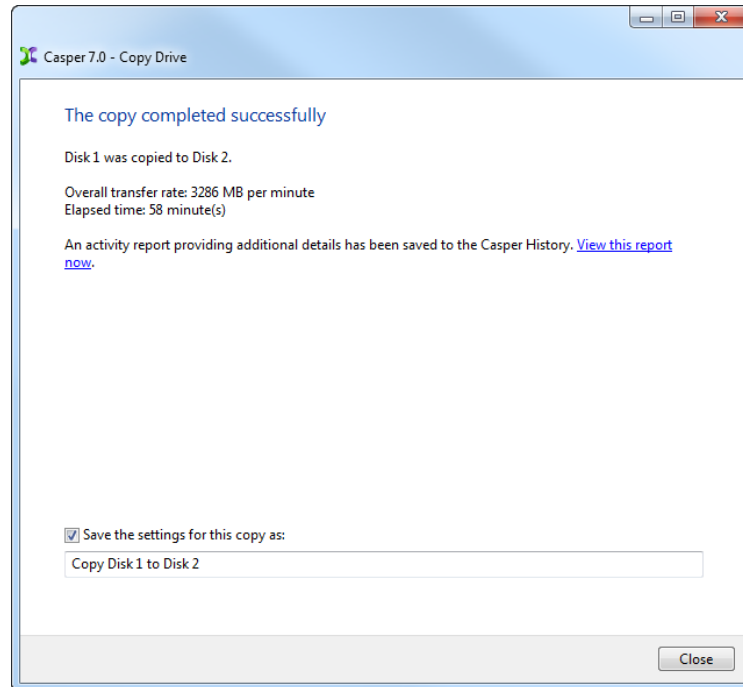 Casper 7.0 - Copy Drive
The copy completed successfully
Disk 1 was copied to Disk 2.
Overall transfer rate: 3286 MB per minute
Elapsed time: 58 minute(s)
An activity report providing additional details has been saved to the Casper History. View this report
now.
Save the settings for this copy as:
Copy Disk 1 to Disk 2
Close